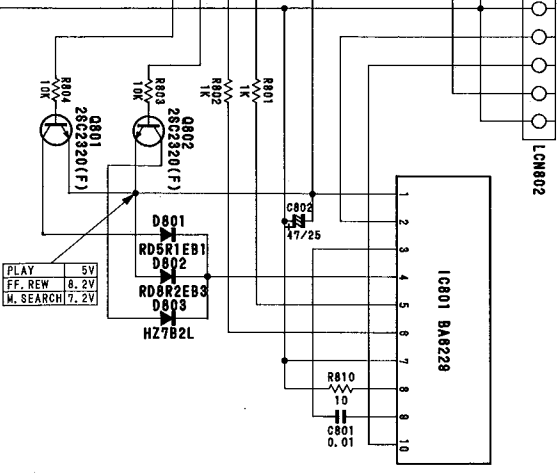 R804
10K
Q801
2SC2320(F)
R803
10K
Q802
2SC2320(F)
R802
1K
R801
1K
LCN802
C802
+
47/25
D801
RD5R1EB1
D802
RD8R2EB3
D803
HZ7B2L
PLAY 5V
FF. REW 8.2V
M. SEARCH 7.2V
1
2
3
4
5
6
7
8
9
10
IC801 BA6229
R810
10
C801
0.01